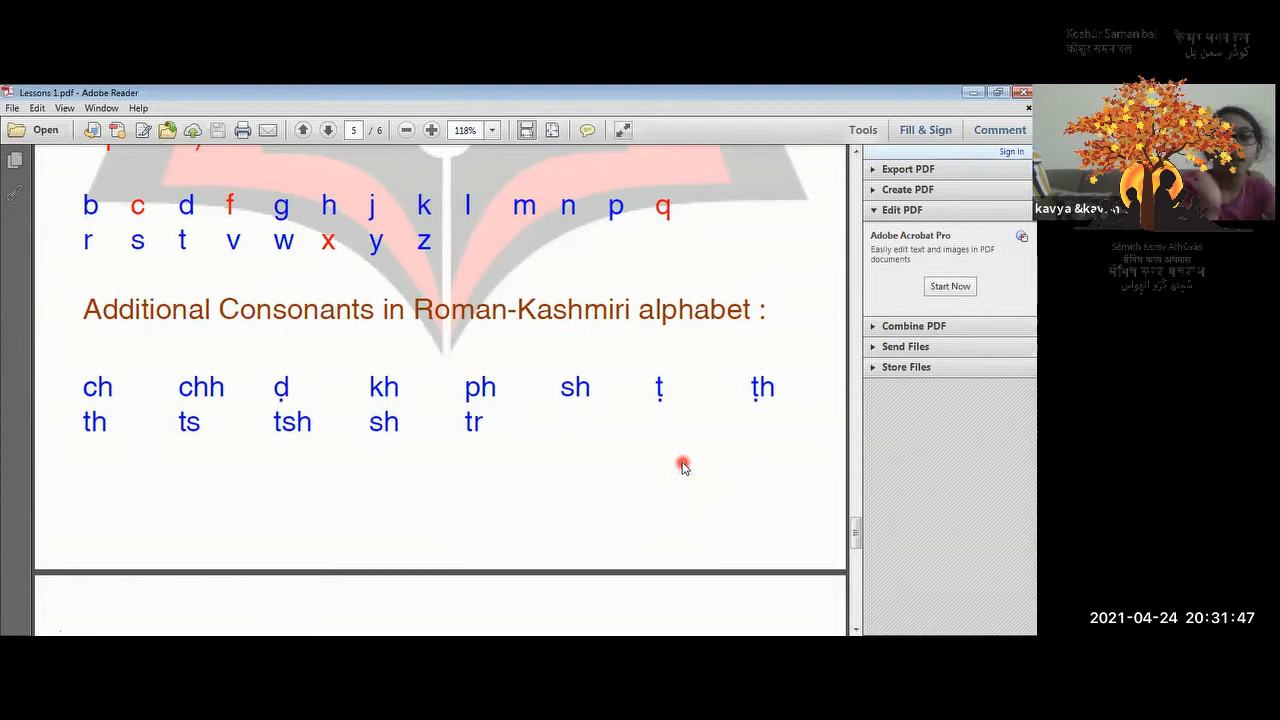 Koshür Saman bal
कोशुर समन बल
Lessons 1.pdf - Adobe Reader
File Edit View Window Help
Open 5 / 6 118% Tools Fill & Sign Comment
Sign In
Export PDF
Create PDF
Edit PDF
Adobe Acrobat Pro
Easily edit text and images in PDF
documents
Start Now
Combine PDF
Send Files
Store Files
b c d f g h j k l m n p q
r s t v w x y z
Additional Consonants in Roman-Kashmiri alphabet :
ch chh ḍ kh ph sh ṭ ṭh
th ts tsh sh tr
kavya &kav
2021-04-24 20:31:47